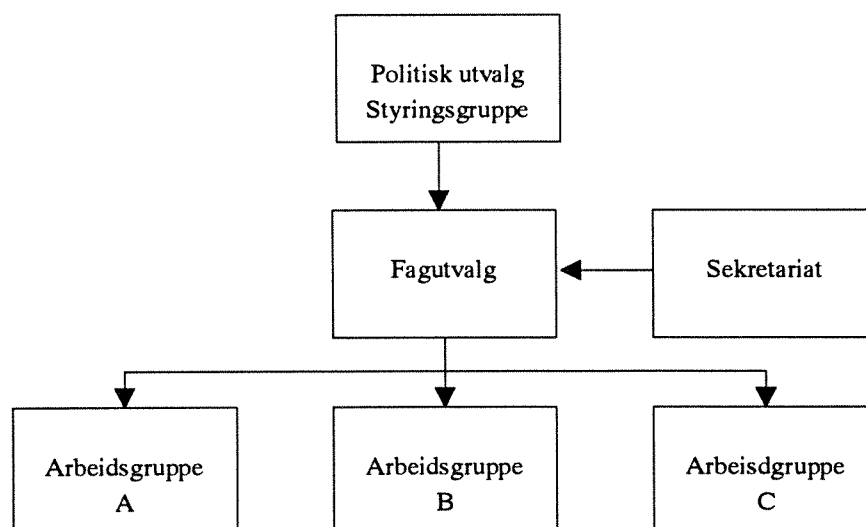 Politisk utvalg
Styringsgruppe
Fagutvalg
Sekretariat
Arbeidsgruppe
A
Arbeidsgruppe
B
Arbeisdgruppe
C